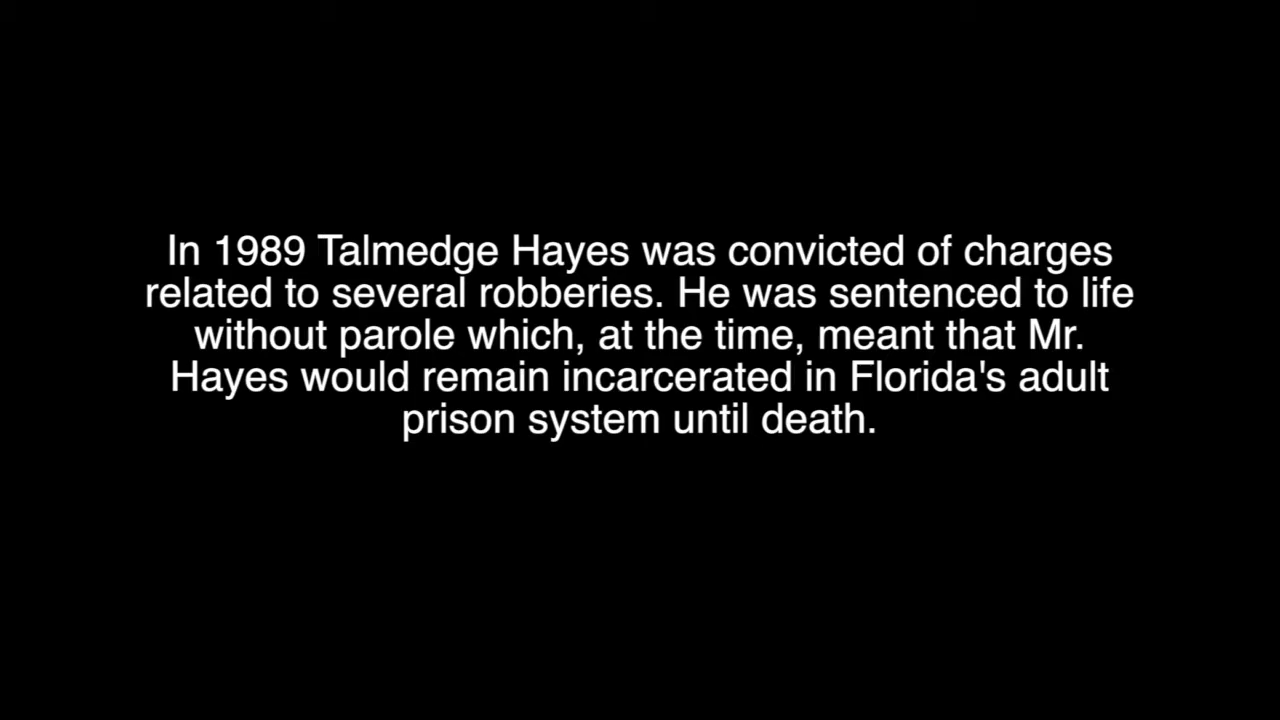 In 1989 Talmedge Hayes was convicted of charges
related to several robberies. He was sentenced to life
without parole which, at the time, meant that Mr.
Hayes would remain incarcerated in Florida's adult
prison system until death.